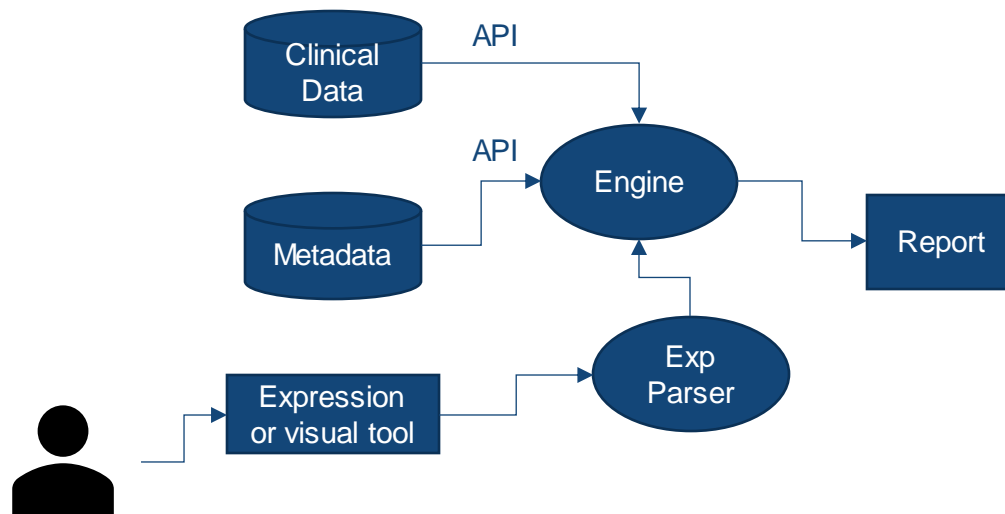 Clinical
Data
API
API
Engine
Metadata
Report
Exp
Parser
Expression
or visual tool